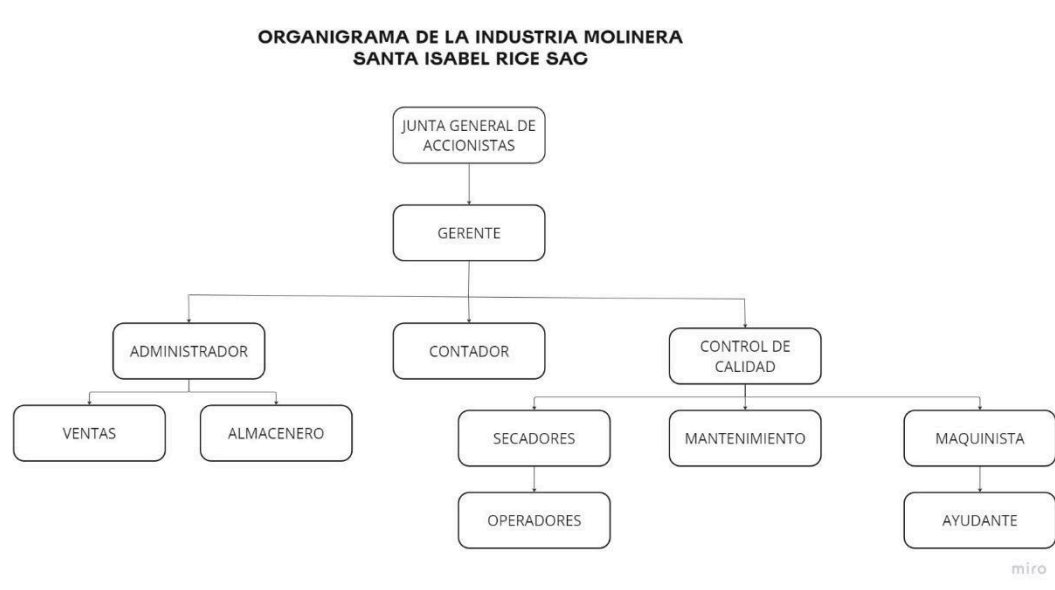 ORGANIGRAMA DE LA INDUSTRIA MOLINERA
SANTA ISABEL RICE SAC
JUNTA GENERAL DE
ACCIONISTAS
GERENTE
ADMINISTRADOR
CONTADOR
CONTROL DE
CALIDAD
VENTAS
ALMACENERO
SECADORES
MANTENIMIENTO
MAQUINISTA
OPERADORES
AYUDANTE
miro